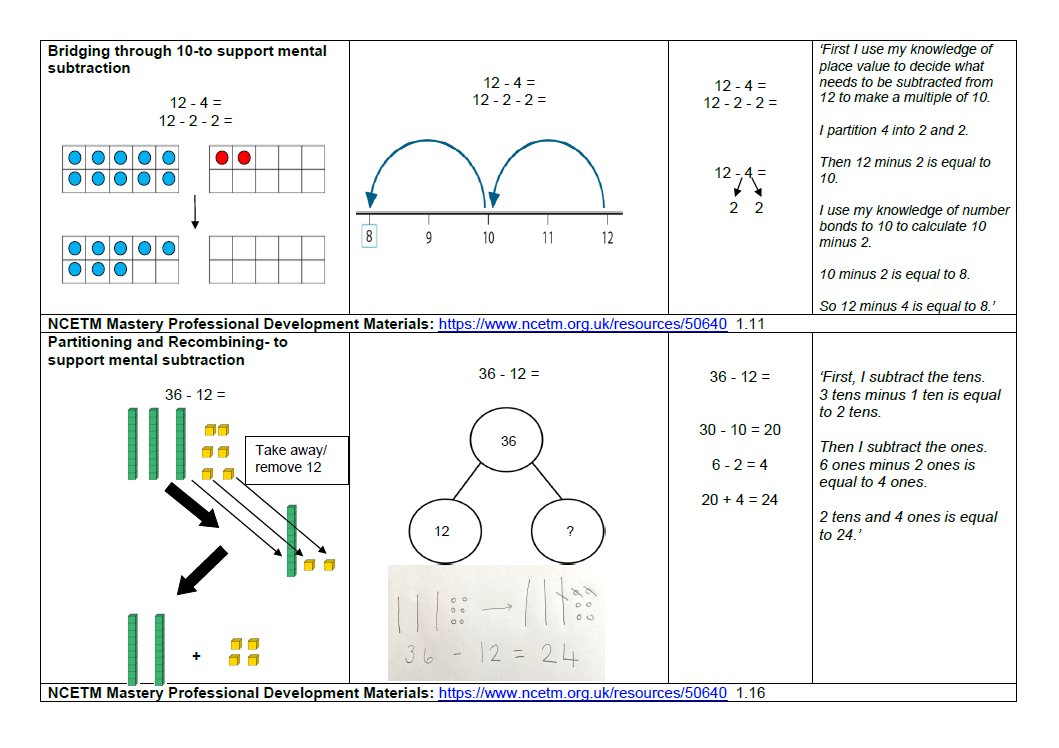 Bridging through 10-to support mental
subtraction
12 - 4 =
12 - 2 - 2 =
12 - 4 =
12 - 2 - 2 =
8
9
10
11
12
12 - 4 =
12 - 2 - 2 =
12 - 4 =
2 2
‘First I use my knowledge of
place value to decide what
needs to be subtracted from
12 to make a multiple of 10.
I partition 4 into 2 and 2.
Then 12 minus 2 is equal to
10.
I use my knowledge of number
bonds to 10 to calculate 10
minus 2.
10 minus 2 is equal to 8.
So 12 minus 4 is equal to 8.’
NCETM Mastery Professional Development Materials: https://www.ncetm.org.uk/resources/50640 1.11
Partitioning and Recombining- to
support mental subtraction
36 - 12 =
Take away/
remove 12
+
36 - 12 =
36
12
?
36 - 12 = 24
36 - 12 =
30 - 10 = 20
6 - 2 = 4
20 + 4 = 24
‘First, I subtract the tens.
3 tens minus 1 ten is equal
to 2 tens.
Then I subtract the ones.
6 ones minus 2 ones is
equal to 4 ones.
2 tens and 4 ones is equal
to 24.’
NCETM Mastery Professional Development Materials: https://www.ncetm.org.uk/resources/50640 1.16